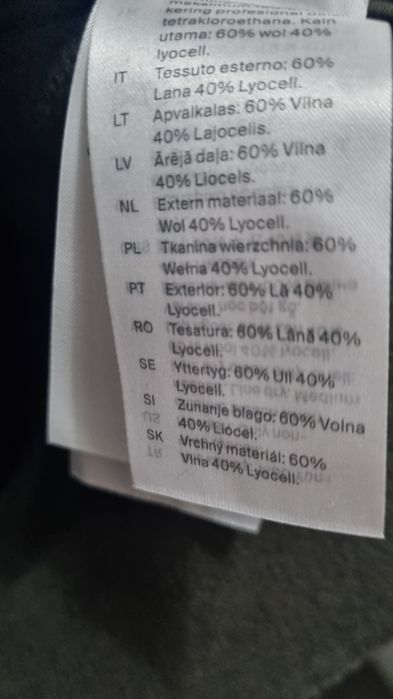 kering profesional
tetrakloroethana. Kain
utama: 60% wol 40%
lyocell.
IT Tessuto esterno: 60%
Lana 40% Lyocell.
LT Apvalkalas: 60% Vilna
40% Lajocelis.
LV Ārējā daļa: 60% Vilna
40% Liocels.
NL Extern materiaal: 60%
Wol 40% Lyocell.
PL Tkanina wierzchnia: 60%
Wełna 40% Lyocell.
PT Exterior: 60% Lã 40%
Lyocell.
RO Tesatura: 60% Lână 40%
Lyocell.
SE Yttertyg: 60% Ull 40%
Lyocell.
SI Zunanje blago: 60% Volna
40% Liocel.
SK Vrchný materiál: 60%
Vlna 40% Lyocell.